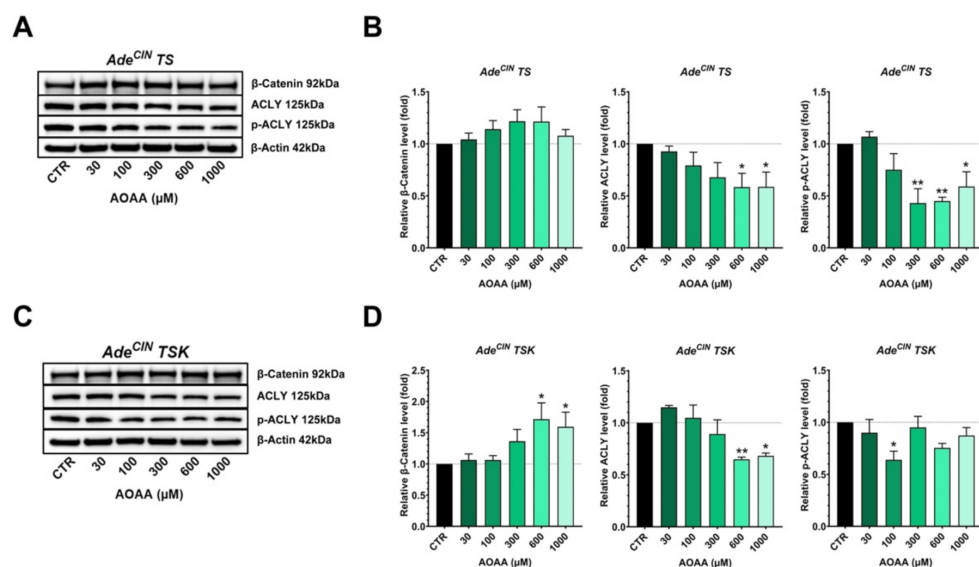 A
Ade^CIN TS
β-Catenin 92kDa
ACLY 125kDa
p-ACLY 125kDa
β-Actin 42kDa
CTR 30 100 300 600 1000
AOAA (µM)
B
Ade^CIN TS
Relative β-Catenin level (fold)
1.5
1.0
0.5
0.0
CTR 30 100 300 600 1000
AOAA (µM)
Ade^CIN TS
Relative ACLY level (fold)
1.5
1.0
0.5
0.0
* *
CTR 30 100 300 600 1000
AOAA (µM)
Ade^CIN TS
Relative p-ACLY level (fold)
1.5
1.0
0.5
0.0
** ** *
CTR 30 100 300 600 1000
AOAA (µM)
C
Ade^CIN TSK
β-Catenin 92kDa
ACLY 125kDa
p-ACLY 125kDa
β-Actin 42kDa
CTR 30 100 300 600 1000
AOAA (µM)
D
Ade^CIN TSK
Relative β-Catenin level (fold)
2.5
2.0
1.5
1.0
0.5
0.0
* *
CTR 30 100 300 600 1000
AOAA (µM)
Ade^CIN TSK
Relative ACLY level (fold)
1.5
1.0
0.5
0.0
** *
CTR 30 100 300 600 1000
AOAA (µM)
Ade^CIN TSK
Relative p-ACLY level (fold)
1.5
1.0
0.5
0.0
*
CTR 30 100 300 600 1000
AOAA (µM)